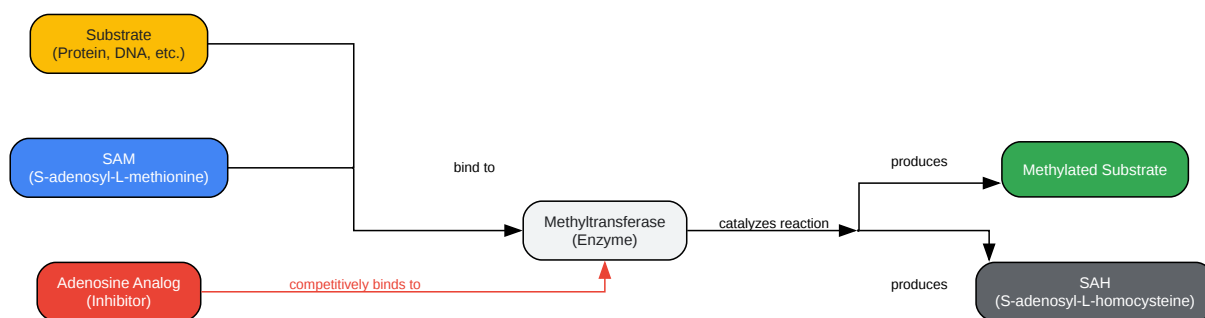 Substrate
(Protein, DNA, etc.)
SAM
(S-adenosyl-L-methionine)
bind to
Adenosine Analog
(Inhibitor)
competitively binds to
Methyltransferase
(Enzyme)
catalyzes reaction
produces
Methylated Substrate
produces
SAH
(S-adenosyl-L-homocysteine)